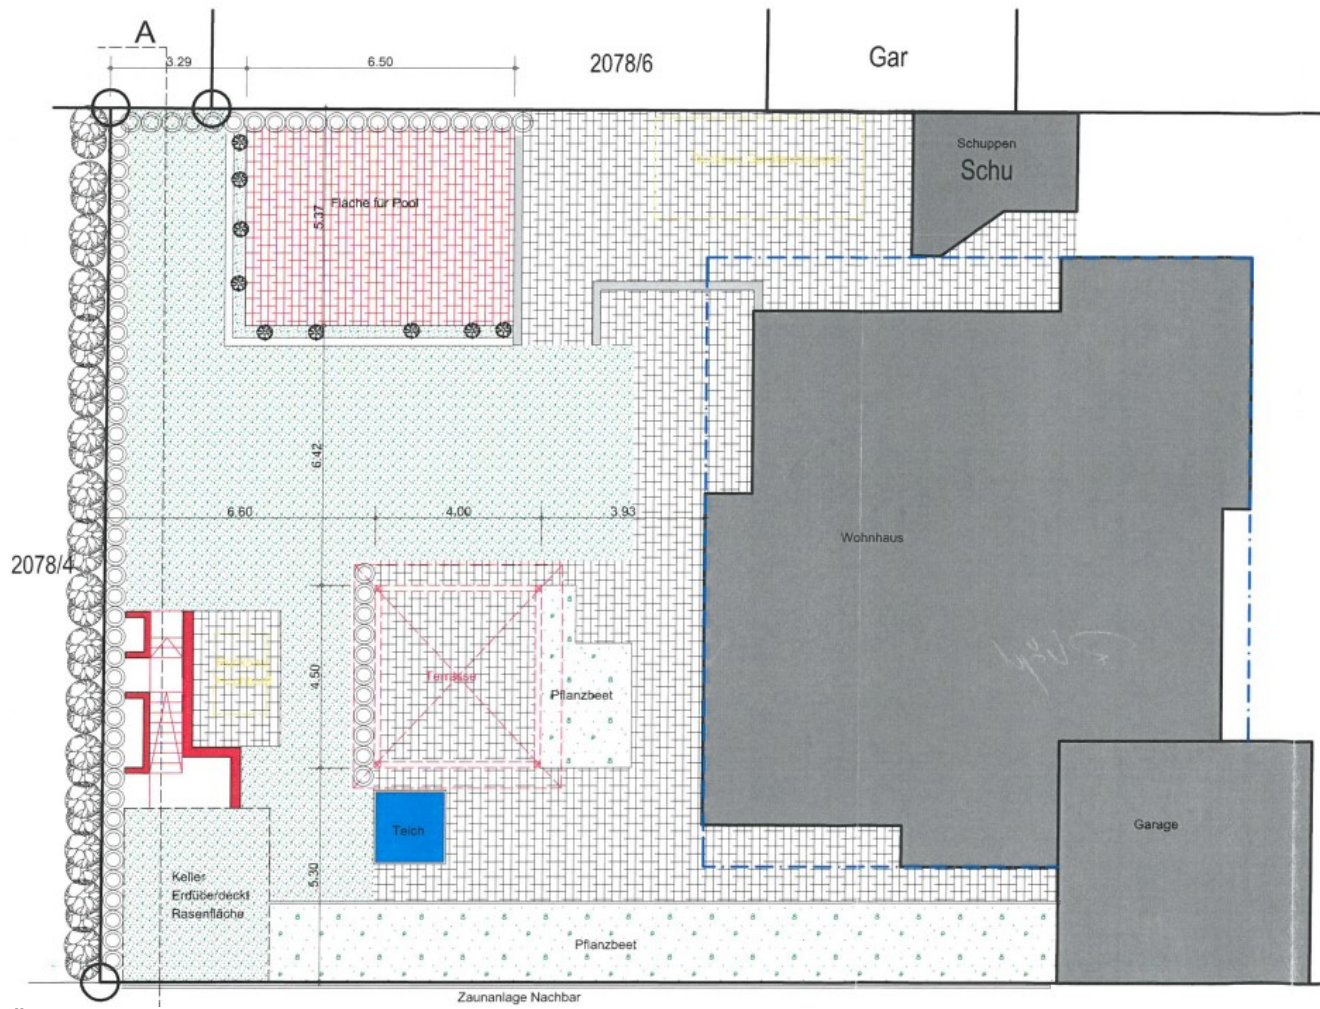 A
3.29
6.50
2078/6
Gar
Schuppen
Schu
Fläche für Pool
5.37
6.42
6.60
4.00
3.93
2078/4
Wohnhaus
Terrasse
4.50
Pflanzbeet
Teich
Garage
Keller
Erdüberdeckt
Rasenfläche
5.30
Pflanzbeet
Zaunanlage Nachbar